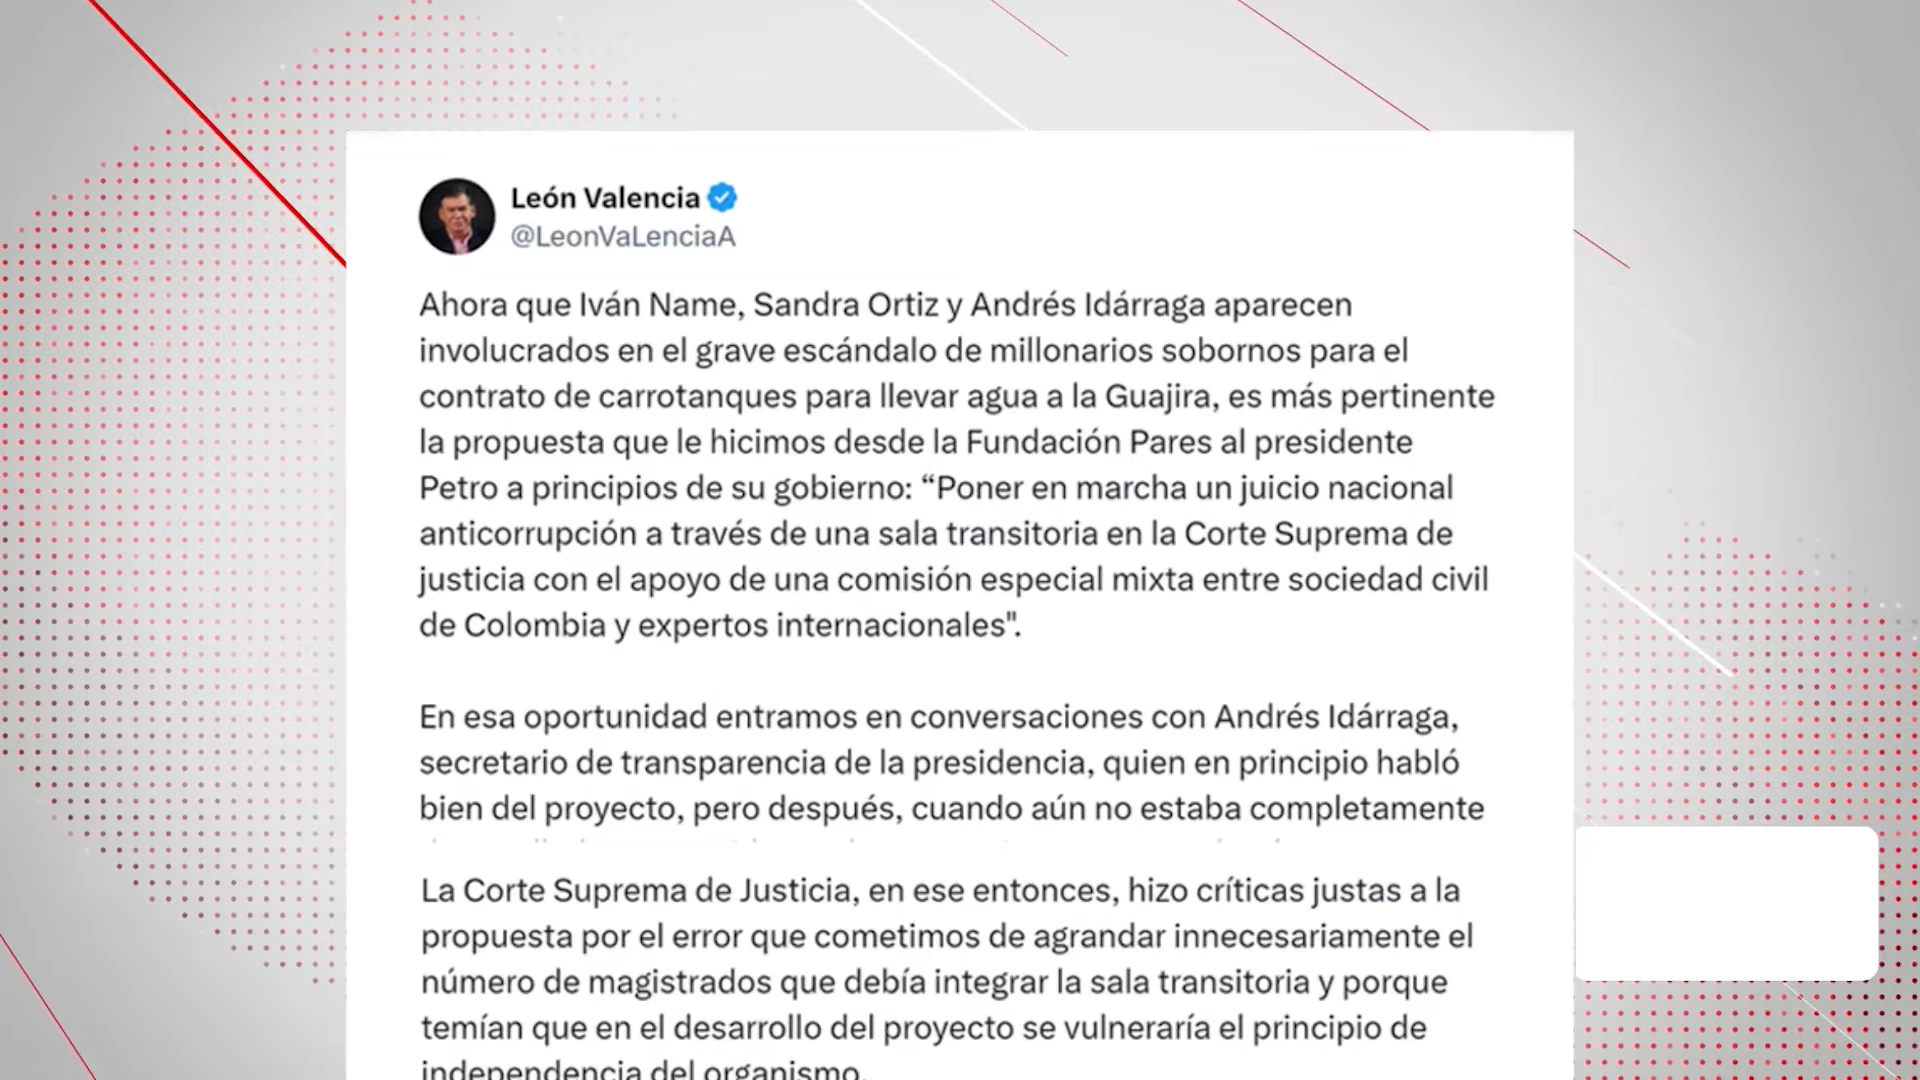 León Valencia
@LeonVaLenciaA
Ahora que Iván Name, Sandra Ortiz y Andrés Idárraga aparecen
involucrados en el grave escándalo de millonarios sobornos para el
contrato de carrotanques para llevar agua a la Guajira, es más pertinente
la propuesta que le hicimos desde la Fundación Pares al presidente
Petro a principios de su gobierno: “Poner en marcha un juicio nacional
anticorrupción a través de una sala transitoria en la Corte Suprema de
justicia con el apoyo de una comisión especial mixta entre sociedad civil
de Colombia y expertos internacionales".
En esa oportunidad entramos en conversaciones con Andrés Idárraga,
secretario de transparencia de la presidencia, quien en principio habló
bien del proyecto, pero después, cuando aún no estaba completamente
La Corte Suprema de Justicia, en ese entonces, hizo críticas justas a la
propuesta por el error que cometimos de agrandar innecesariamente el
número de magistrados que debía integrar la sala transitoria y porque
temían que en el desarrollo del proyecto se vulneraría el principio de
independencia del organismo.